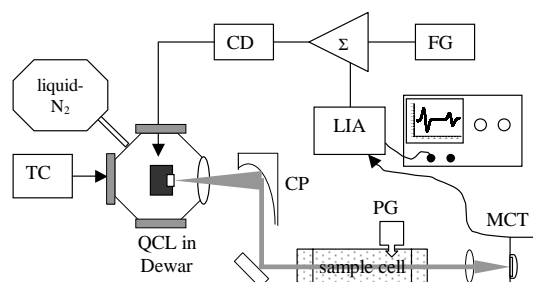 CD
Σ
FG
liquid-
N₂
LIA
TC
CP
PG
MCT
QCL in
Dewar
sample cell